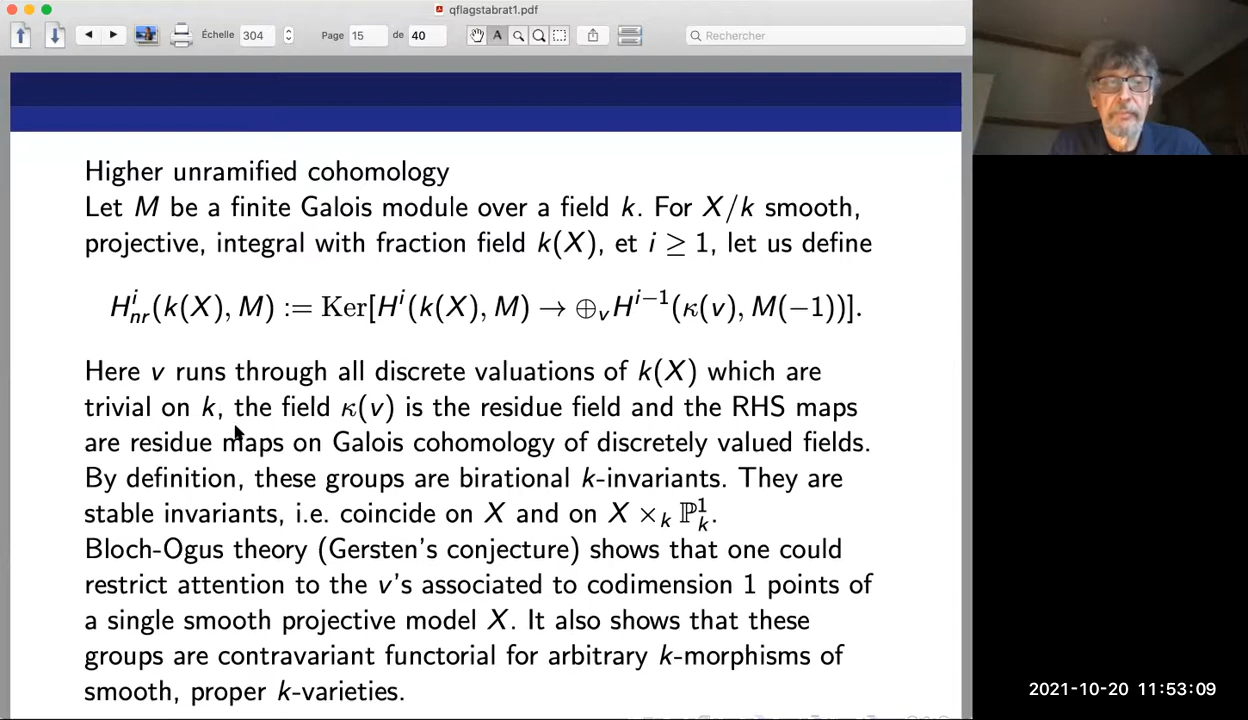 qflagstabrat1.pdf
Échelle 304 Page 15 de 40 Rechercher
Higher unramified cohomology
Let M be a finite Galois module over a field k. For X/k smooth,
projective, integral with fraction field k(X), et i ≥ 1, let us define
H^i_{nr}(k(X), M) := Ker[H^i(k(X), M) → ⊕_v H^{i−1}(κ(v), M(−1))].
Here v runs through all discrete valuations of k(X) which are
trivial on k, the field κ(v) is the residue field and the RHS maps
are residue maps on Galois cohomology of discretely valued fields.
By definition, these groups are birational k-invariants. They are
stable invariants, i.e. coincide on X and on X ×_k ℙ^1_k.
Bloch-Ogus theory (Gersten's conjecture) shows that one could
restrict attention to the v's associated to codimension 1 points of
a single smooth projective model X. It also shows that these
groups are contravariant functorial for arbitrary k-morphisms of
smooth, proper k-varieties.
2021-10-20 11:53:09